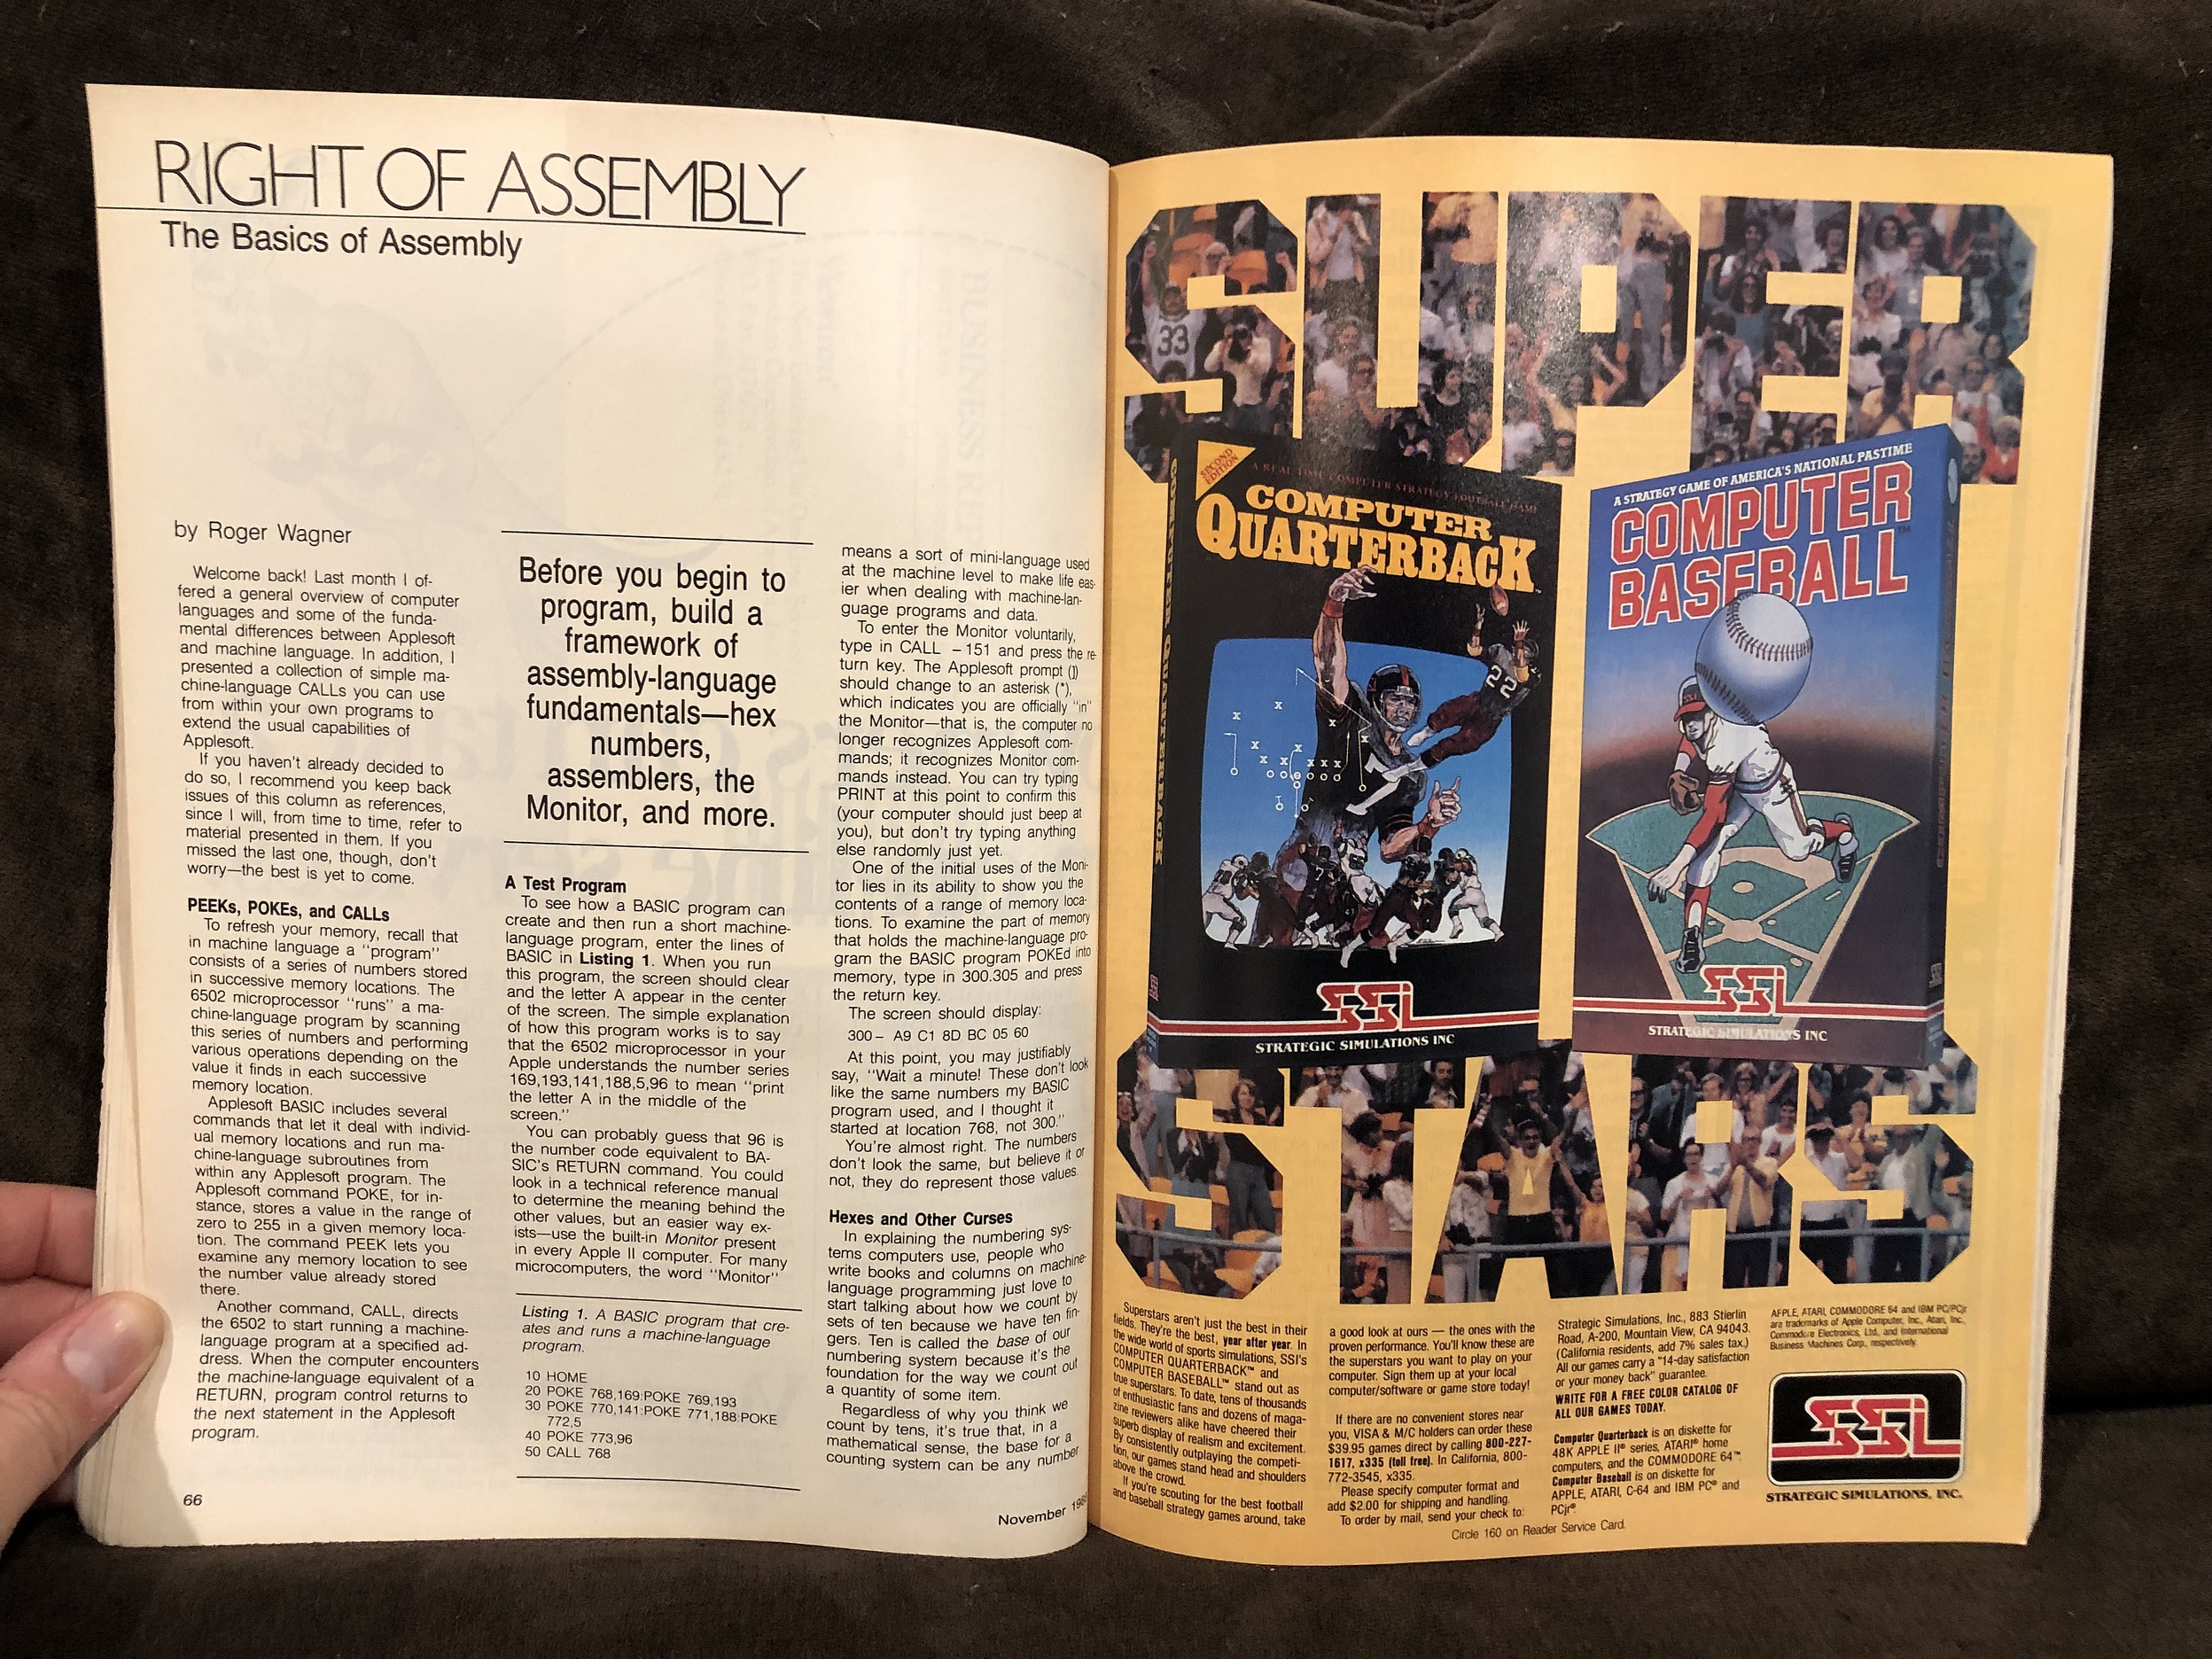 RIGHT OF ASSEMBLY
The Basics of Assembly
by Roger Wagner
Welcome back! Last month I of-
fered a general overview of computer
languages and some of the funda-
mental differences between Applesoft
and machine language. In addition, I
presented a collection of simple ma-
chine-language CALLs you can use
from within your own programs to
extend the usual capabilities of
Applesoft.
If you haven't already decided to
do so, I recommend you keep back
issues of this column as references,
since I will, from time to time, refer to
material presented in them. If you
missed the last one, though, don't
worry—the best is yet to come.
PEEKs, POKEs, and CALLs
To refresh your memory, recall that
in machine language a "program"
consists of a series of numbers stored
in successive memory locations. The
6502 microprocessor "runs" a ma-
chine-language program by scanning
this series of numbers and performing
various operations depending on the
value it finds in each successive
memory location.
Applesoft BASIC includes several
commands that let it deal with individ-
ual memory locations and run ma-
chine-language subroutines from
within any Applesoft program. The
Applesoft command POKE, for in-
stance, stores a value in the range of
zero to 255 in a given memory loca-
tion. The command PEEK lets you
examine any memory location to see
the number value already stored
there.
Another command, CALL, directs
the 6502 to start running a machine-
language program at a specified ad-
dress. When the computer encounters
the machine-language equivalent of a
RETURN, program control returns to
the next statement in the Applesoft
program.
66
Before you begin to
program, build a
framework of
assembly-language
fundamentals—hex
numbers,
assemblers, the
Monitor, and more.
A Test Program
To see how a BASIC program can
create and then run a short machine-
language program, enter the lines of
BASIC in Listing 1. When you run
this program, the screen should clear
and the letter A appear in the center
of the screen. The simple explanation
of how this program works is to say
that the 6502 microprocessor in your
Apple understands the number series
169,193,141,188,5,96 to mean "print
the letter A in the middle of the
screen."
You can probably guess that 96 is
the number code equivalent to BA-
SIC's RETURN command. You could
look in a technical reference manual
to determine the meaning behind the
other values, but an easier way ex-
ists—use the built-in Monitor present
in every Apple II computer. For many
microcomputers, the word "Monitor"
Listing 1. A BASIC program that cre-
ates and runs a machine-language
program.
10 HOME
20 POKE 768,169:POKE 769,193
30 POKE 770,141:POKE 771,188:POKE
772,5
40 POKE 773,96
50 CALL 768
means a sort of mini-language used
at the machine level to make life eas-
ier when dealing with machine-lan-
guage programs and data.
To enter the Monitor voluntarily,
type in CALL -151 and press the re-
turn key. The Applesoft prompt (])
should change to an asterisk (*),
which indicates you are officially "in"
the Monitor—that is, the computer no
longer recognizes Applesoft com-
mands; it recognizes Monitor com-
mands instead. You can try typing
PRINT at this point to confirm this
(your computer should just beep at
you), but don't try typing anything
else randomly just yet.
One of the initial uses of the Moni-
tor lies in its ability to show you the
contents of a range of memory loca-
tions. To examine the part of memory
that holds the machine-language pro-
gram the BASIC program POKEd into
memory, type in 300.305 and press
the return key.
The screen should display:
300- A9 C1 8D BC 05 60
At this point, you may justifiably
say, "Wait a minute! These don't look
like the same numbers my BASIC
program used, and I thought it
started at location 768, not 300."
You're almost right. The numbers
don't look the same, but believe it or
not, they do represent those values.
Hexes and Other Curses
In explaining the numbering sys-
tems computers use, people who
write books and columns on machine-
language programming just love to
start talking about how we count by
sets of ten because we have ten fin-
gers. Ten is called the base of our
numbering system because it's the
foundation for the way we count out
a quantity of some item.
Regardless of why you think we
count by tens, it's true that, in a
mathematical sense, the base for a
counting system can be any number
November
SUPER
33
SECOND
EDITION
A REAL-TIME COMPUTER STRATEGY FOOTBALL GAME
COMPUTER
QUARTERBACK™
COMPUTER QUARTERBACK
22
7
SSI
STRATEGIC SIMULATIONS INC
A STRATEGY GAME OF AMERICA'S NATIONAL PASTIME
COMPUTER
BASEBALL™
SSI
STRATEGIC SIMULATIONS INC
STARS
Superstars aren't just the best in their
fields. They're the best, year after year. In
the wide world of sports simulations, SSI's
COMPUTER QUARTERBACK™ and
COMPUTER BASEBALL™ stand out as
true superstars. To date, tens of thousands
of enthusiastic fans and dozens of maga-
zine reviewers alike have cheered their
superb display of realism and excitement.
By consistently outplaying the competi-
tion, our games stand head and shoulders
above the crowd.
If you're scouting for the best football
and baseball strategy games around, take
a good look at ours — the ones with the
proven performance. You'll know these are
the superstars you want to play on your
computer. Sign them up at your local
computer/software or game store today!
If there are no convenient stores near
you, VISA & M/C holders can order these
$39.95 games direct by calling 800-227-
1617, x335 (toll free). In California, 800-
772-3545, x335.
Please specify computer format and
add $2.00 for shipping and handling.
To order by mail, send your check to:
Strategic Simulations, Inc., 883 Stierlin
Road, A-200, Mountain View, CA 94043.
(California residents, add 7% sales tax.)
All our games carry a "14-day satisfaction
or your money back" guarantee.
WRITE FOR A FREE COLOR CATALOG OF
ALL OUR GAMES TODAY.
Computer Quarterback is on diskette for
48K APPLE II® series, ATARI® home
computers, and the COMMODORE 64™.
Computer Baseball is on diskette for
APPLE, ATARI, C-64 and IBM PC® and
PCjr®.
APPLE, ATARI, COMMODORE 64 and IBM PC/PCjr
are trademarks of Apple Computer, Inc., Atari, Inc.,
Commodore Electronics, Ltd., and International
Business Machines Corp., respectively.
SSI
STRATEGIC SIMULATIONS, INC.
Circle 160 on Reader Service Card.